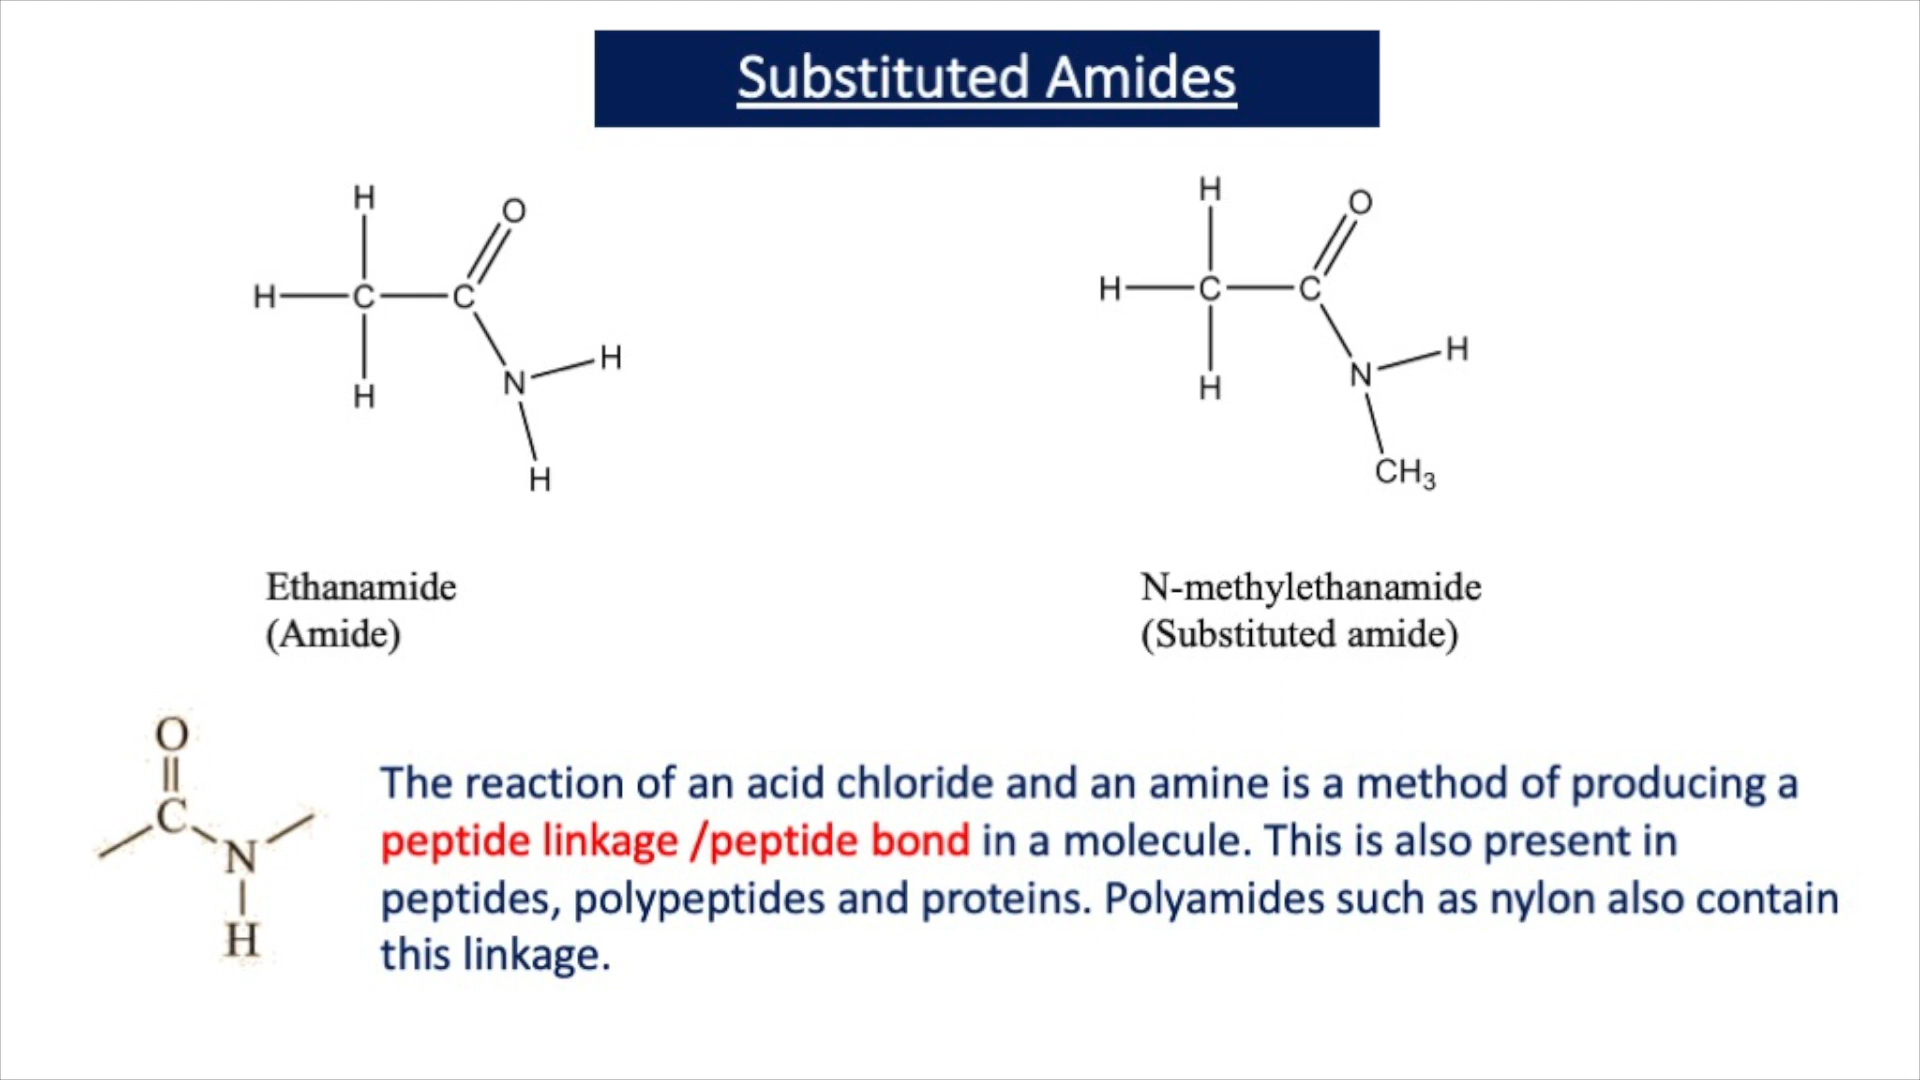 Substituted Amides
H
O
H C C
H
N H
H
H
O
H C C
H
N H
CH3
Ethanamide
(Amide)
N-methylethanamide
(Substituted amide)
O
C
N
H
The reaction of an acid chloride and an amine is a method of producing a
peptide linkage /peptide bond in a molecule. This is also present in
peptides, polypeptides and proteins. Polyamides such as nylon also contain
this linkage.